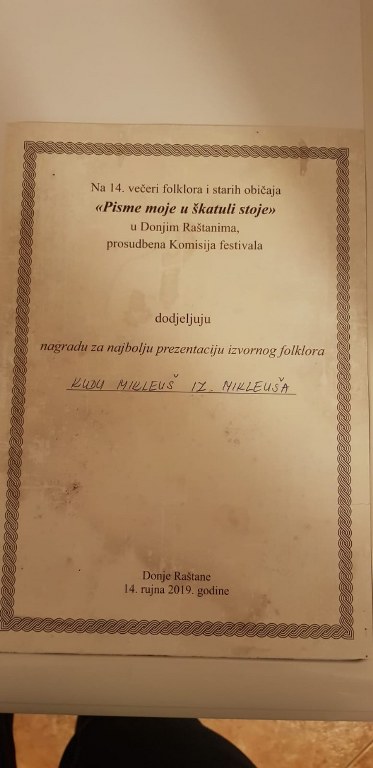 Na 14. večeri folklora i starih običaja
«Pisme moje u škatuli stoje»
u Donjim Raštanima,
prosudbena Komisija festivala
dodjeljuju
nagradu za najbolju prezentaciju izvornog folklora
KUDU MIKLEUŠ IZ MIKLEUŠA
Donje Raštane
14. rujna 2019. godine